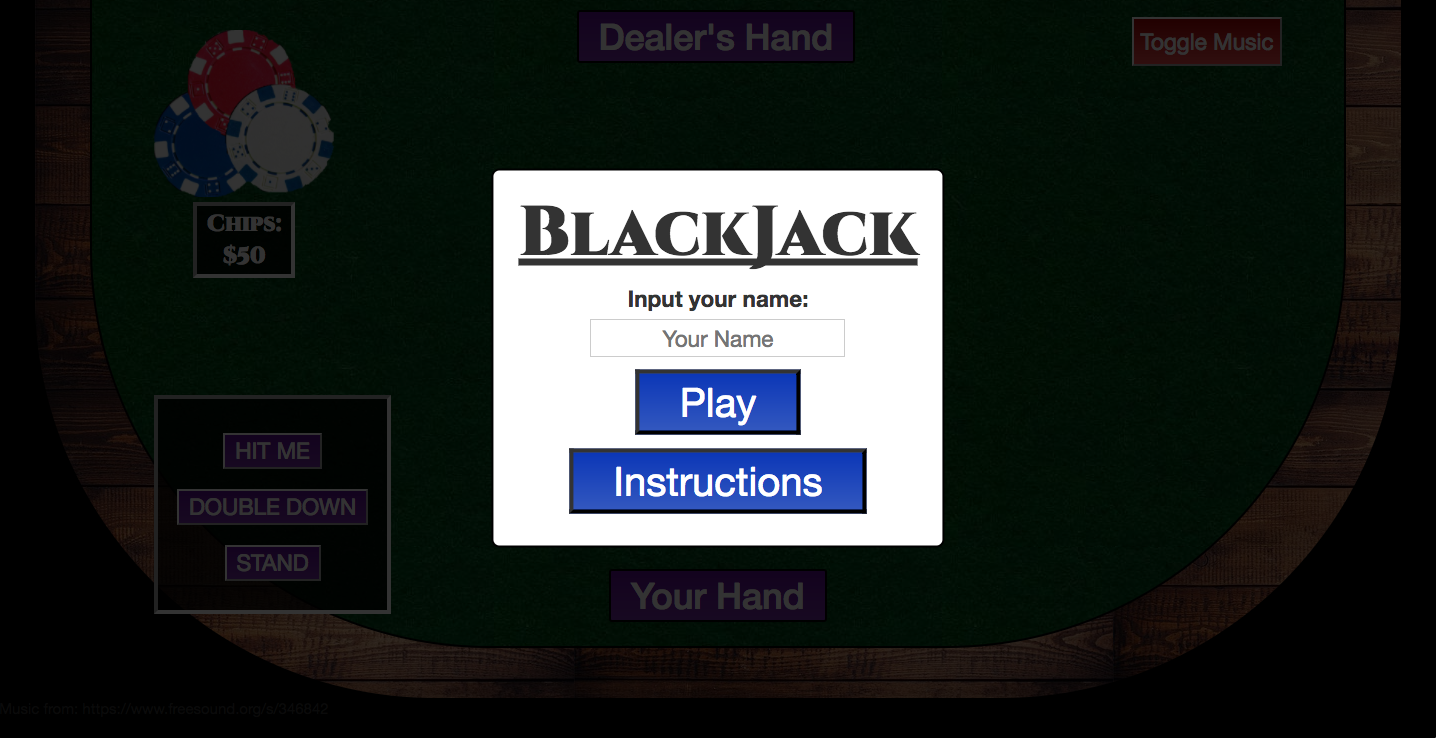 Dealer's Hand
Toggle Music
CHIPS:
$50
BLACKJACK
Input your name:
Your Name
Play
Instructions
HIT ME
DOUBLE DOWN
STAND
Your Hand
Music from: https://www.freesound.org/s/346842